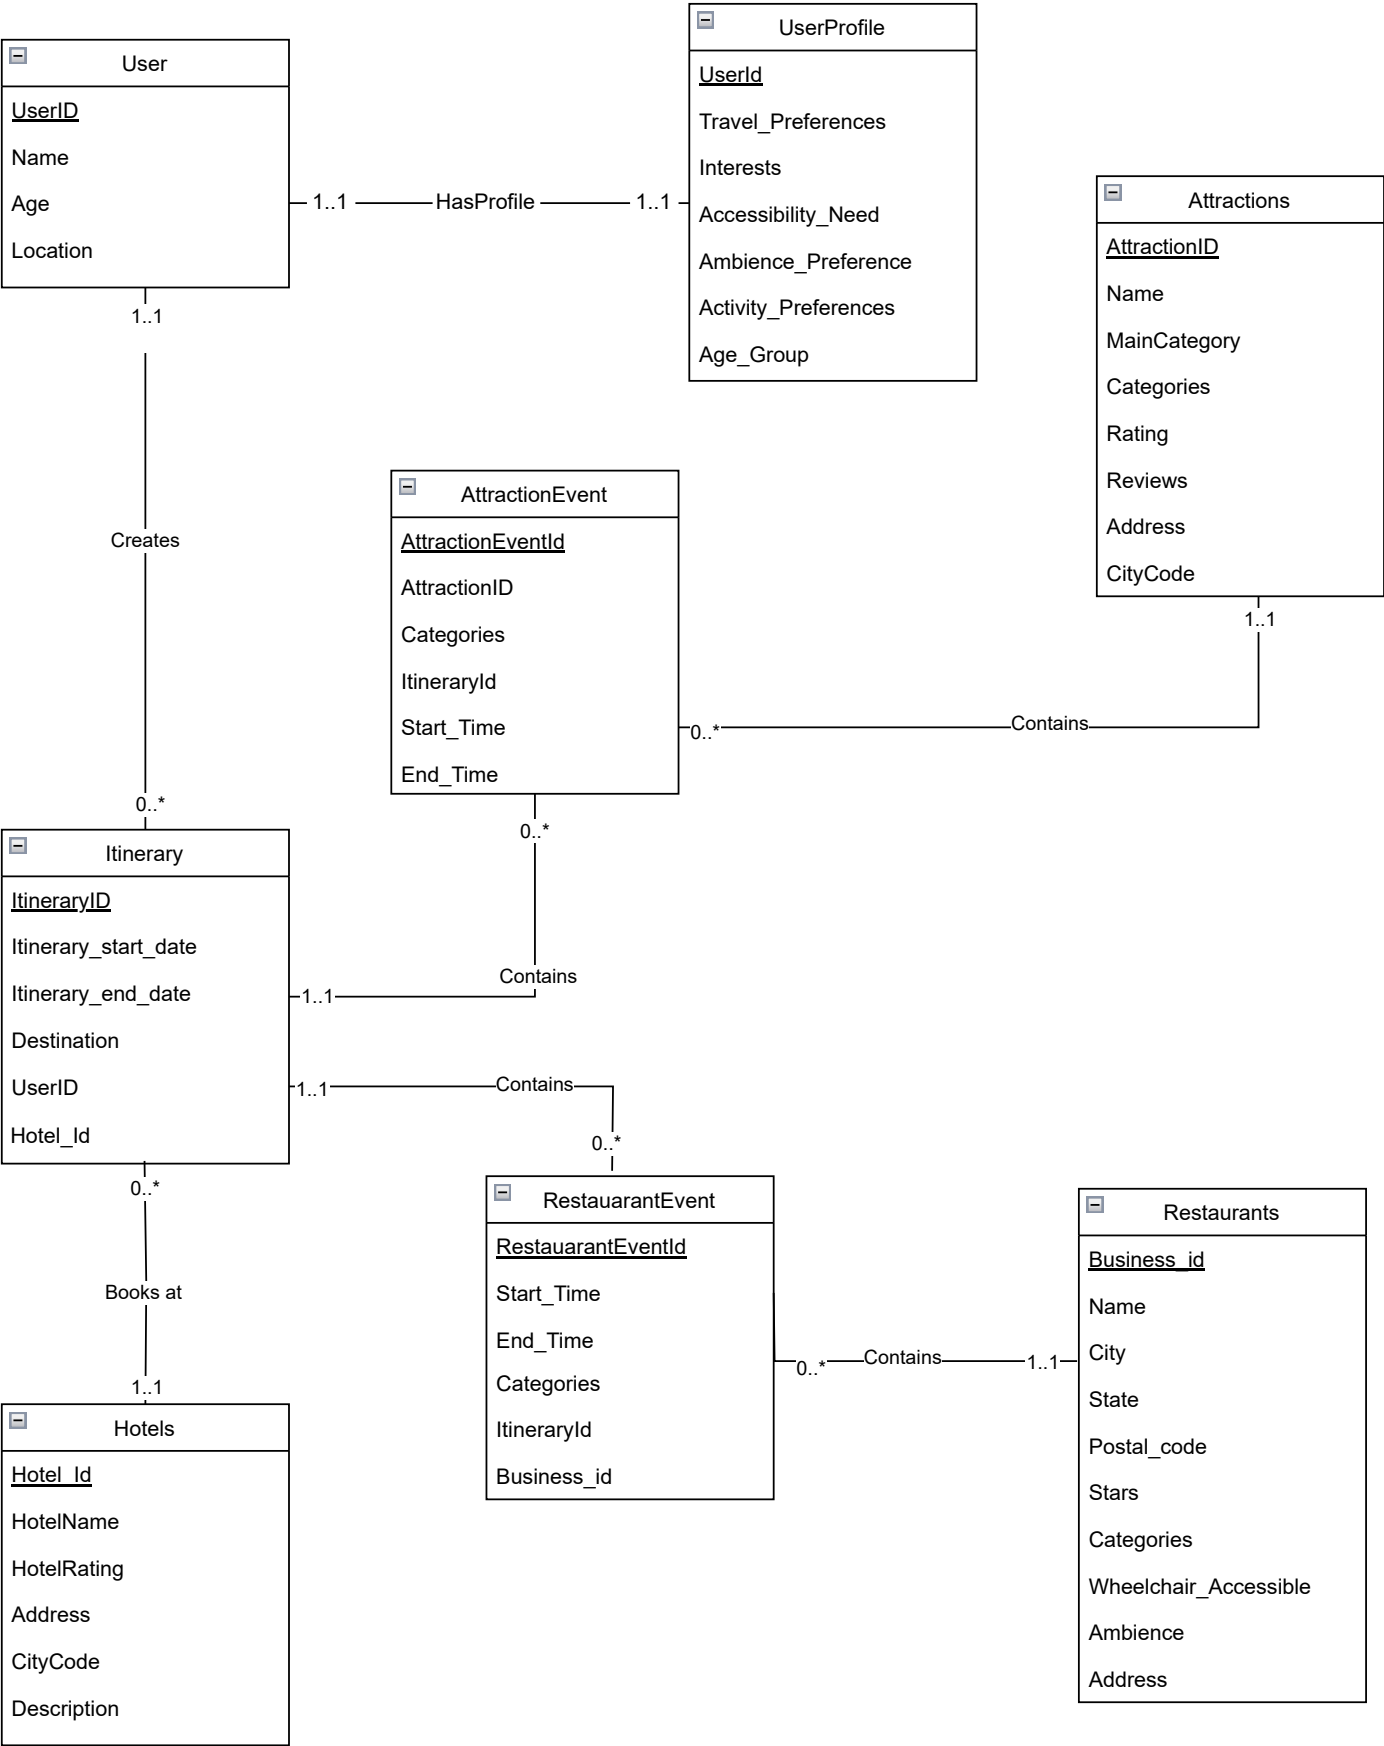 User
UserID
Name
Age
Location
1..1
HasProfile
1..1
UserProfile
UserId
Travel_Preferences
Interests
Accessibility_Need
Ambience_Preference
Activity_Preferences
Age_Group
Attractions
AttractionID
Name
MainCategory
Categories
Rating
Reviews
Address
CityCode
1..1
Contains
0..*
1..1
Creates
0..*
AttractionEvent
AttractionEventId
AttractionID
Categories
ItineraryId
Start_Time
End_Time
0..*
Contains
1..1
Itinerary
ItineraryID
Itinerary_start_date
Itinerary_end_date
Destination
UserID
Hotel_Id
1..1
Contains
0..*
0..*
Books at
1..1
RestauarantEvent
RestauarantEventId
Start_Time
End_Time
Categories
ItineraryId
Business_id
0..*
Contains
1..1
Restaurants
Business_id
Name
City
State
Postal_code
Stars
Categories
Wheelchair_Accessible
Ambience
Address
Hotels
Hotel_Id
HotelName
HotelRating
Address
CityCode
Description